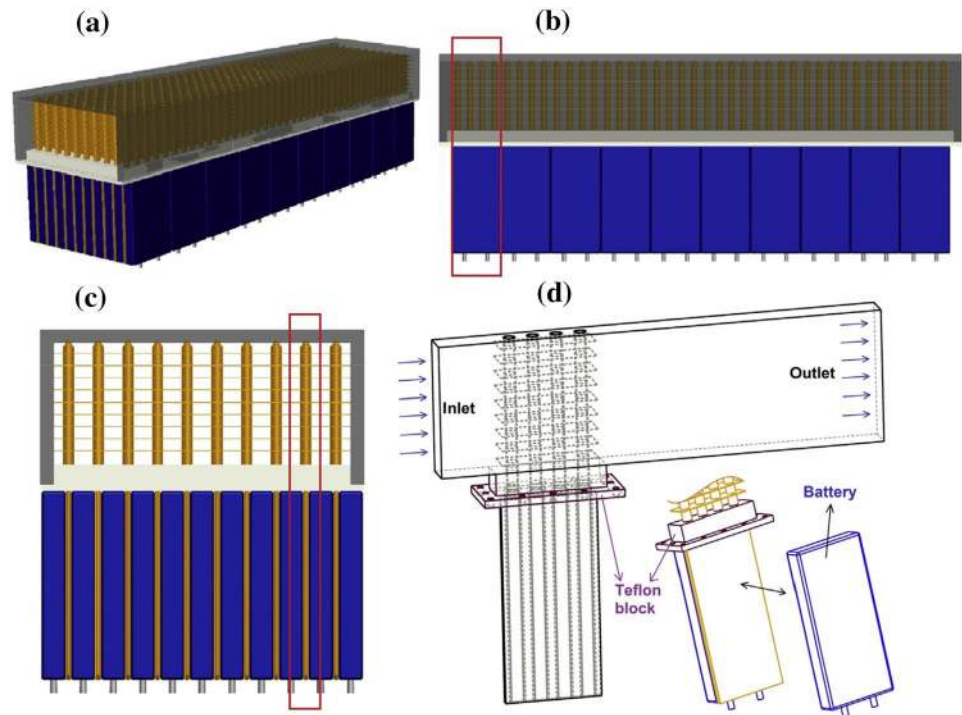 (a)
(b)
(c)
(d)
Inlet
Outlet
Teflon
block
Battery